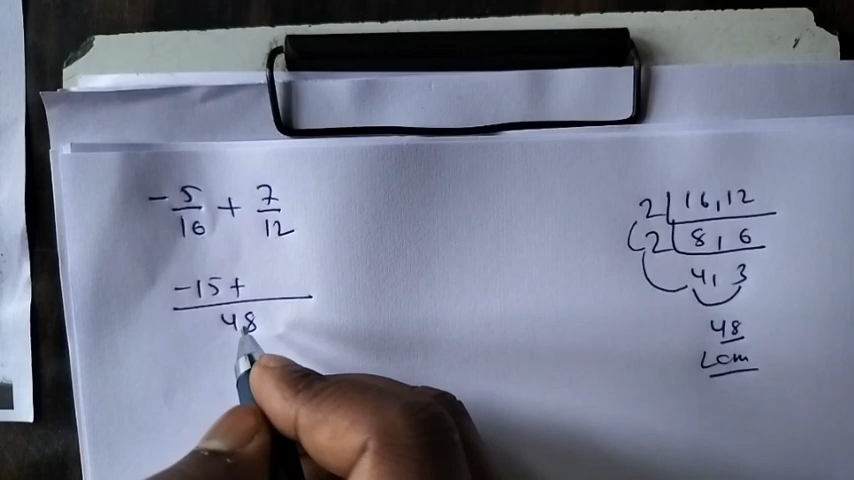 -5/16 + 7/12
-15+
48
2 | 16, 12
2 | 8, 6
4, 3
48
Lcm